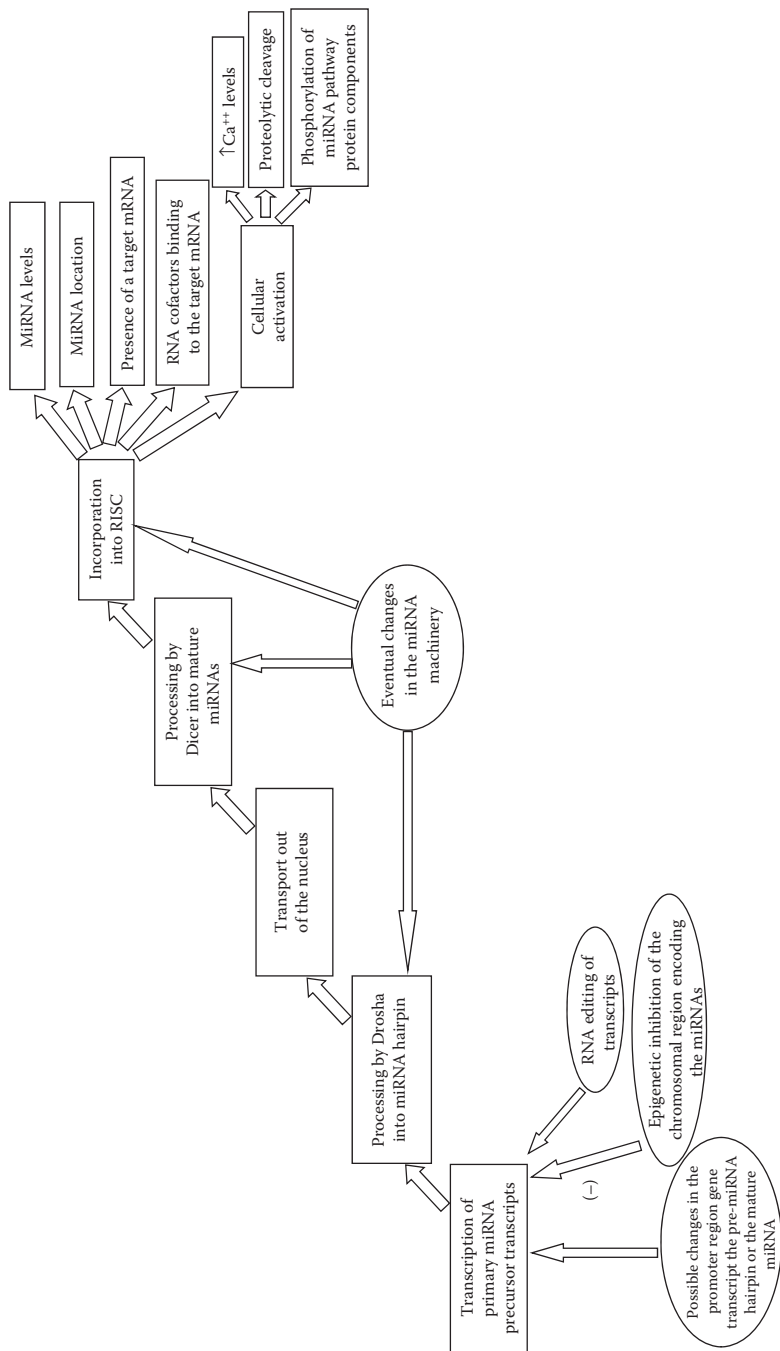 Transcription of
primary miRNA
precursor transcripts
Possible changes in the
promoter region gene
transcript the pre-miRNA
hairpin or the mature
miRNA
(–)
Epigenetic inhibition of the
chromosomal region encoding
the miRNAs
RNA editing of
transcripts
Processing by Drosha
into miRNA hairpin
Transport out
of the nucleus
Processing by
Dicer into mature
miRNAs
Eventual changes
in the miRNA
machinery
Incorporation
into RISC
MiRNA levels
MiRNA location
Presence of a target mRNA
RNA cofactors binding
to the target mRNA
Cellular
activation
↑Ca⁺⁺ levels
Proteolytic cleavage
Phosphorylation of
miRNA pathway
protein components